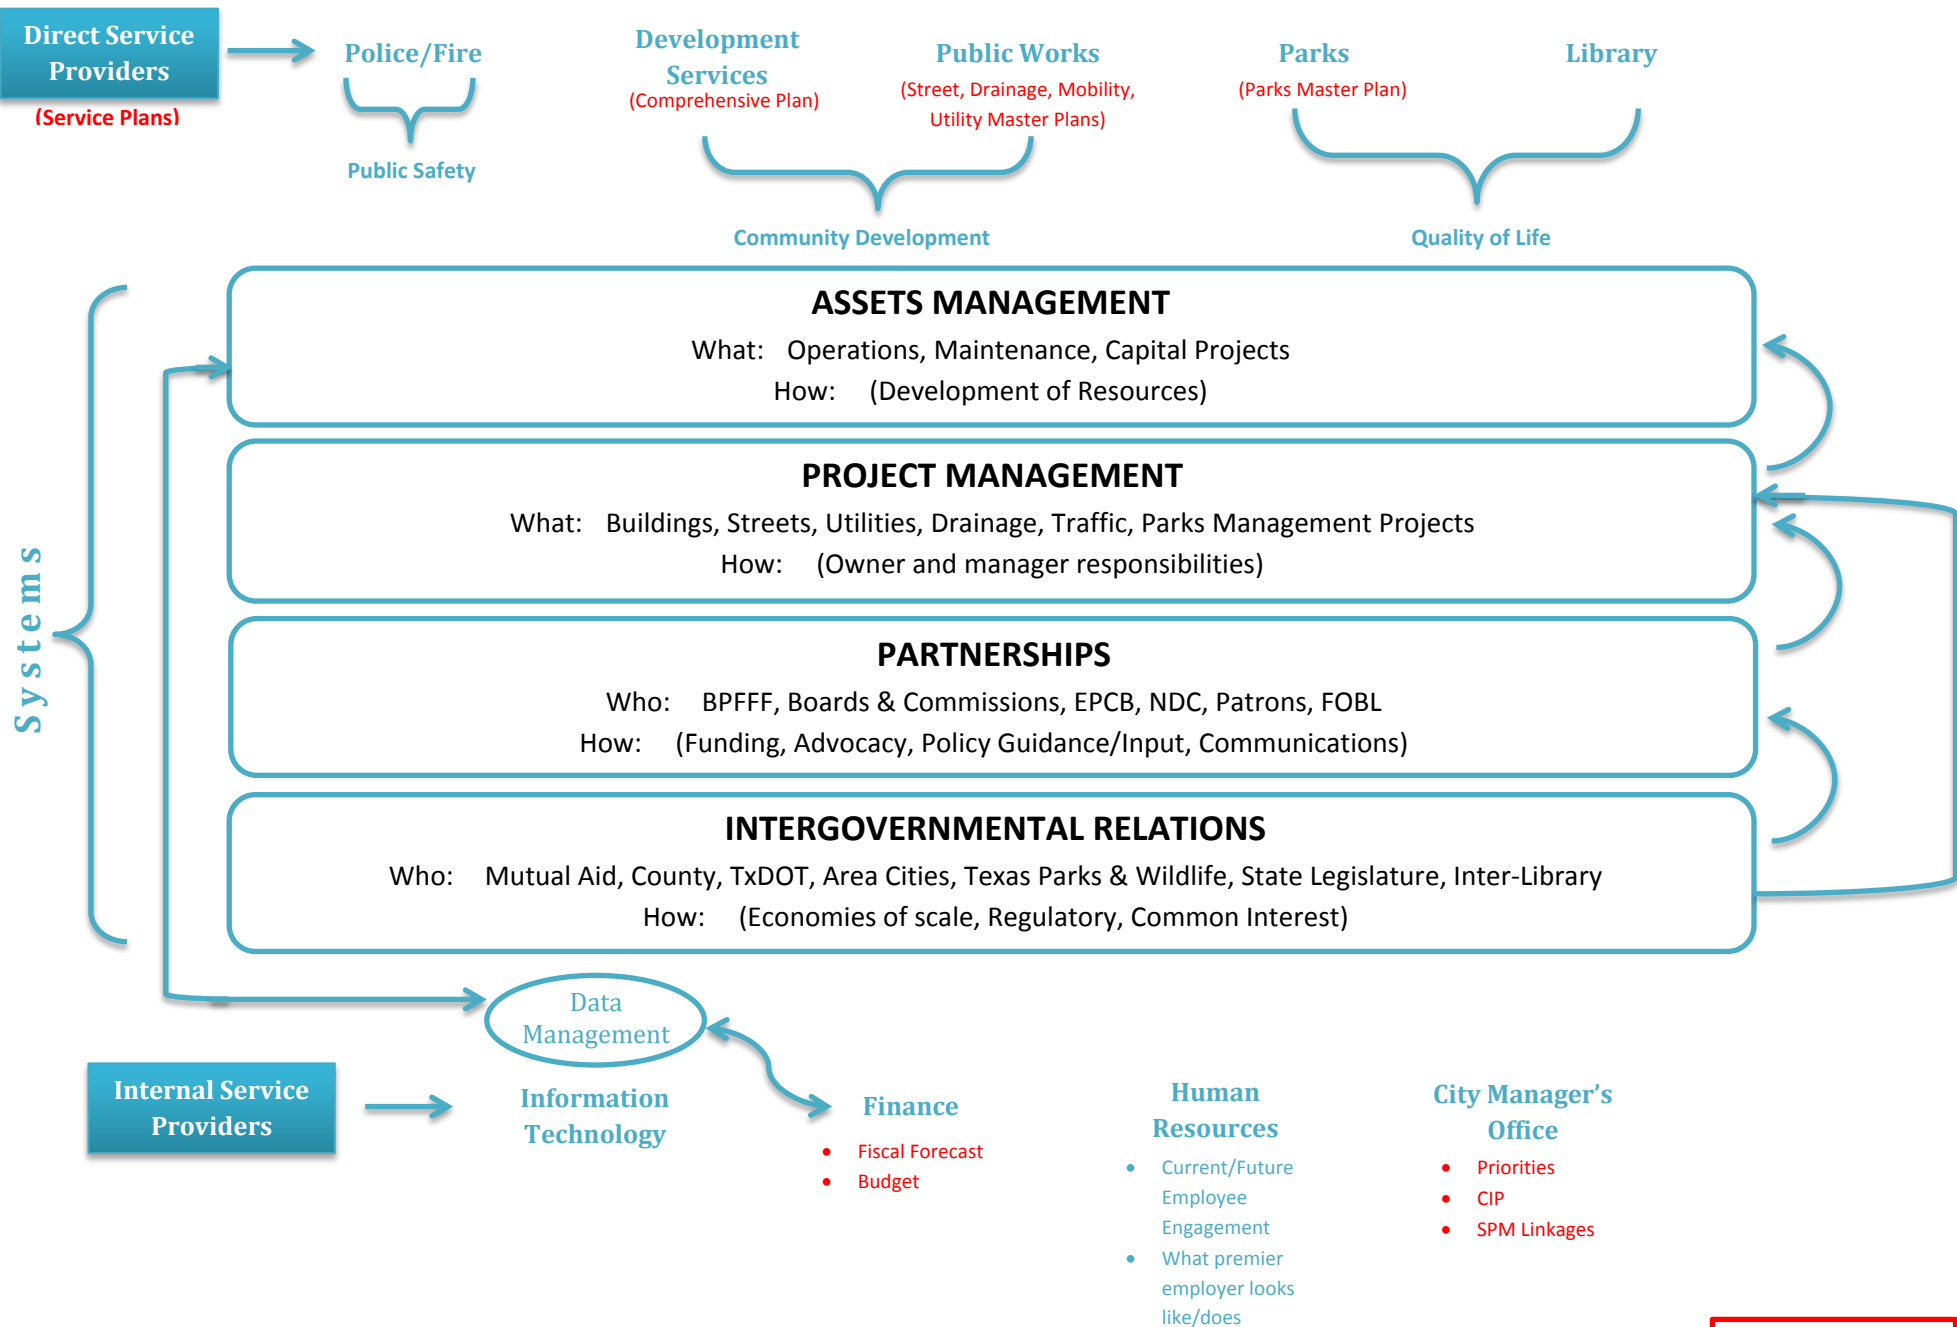 Direct Service
Providers
(Service Plans)
Police/Fire
Public Safety
Development
Services
(Comprehensive Plan)
Public Works
(Street, Drainage, Mobility,
Utility Master Plans)
Community Development
Parks
(Parks Master Plan)
Library
Quality of Life
Systems
ASSETS MANAGEMENT
What: Operations, Maintenance, Capital Projects
How: (Development of Resources)
PROJECT MANAGEMENT
What: Buildings, Streets, Utilities, Drainage, Traffic, Parks Management Projects
How: (Owner and manager responsibilities)
PARTNERSHIPS
Who: BPFFF, Boards & Commissions, EPCB, NDC, Patrons, FOBL
How: (Funding, Advocacy, Policy Guidance/Input, Communications)
INTERGOVERNMENTAL RELATIONS
Who: Mutual Aid, County, TxDOT, Area Cities, Texas Parks & Wildlife, State Legislature, Inter-Library
How: (Economies of scale, Regulatory, Common Interest)
Data
Management
Internal Service
Providers
Information
Technology
Finance
• Fiscal Forecast
• Budget
Human
Resources
• Current/Future
Employee
Engagement
• What premier
employer looks
like/does
City Manager's
Office
• Priorities
• CIP
• SPM Linkages